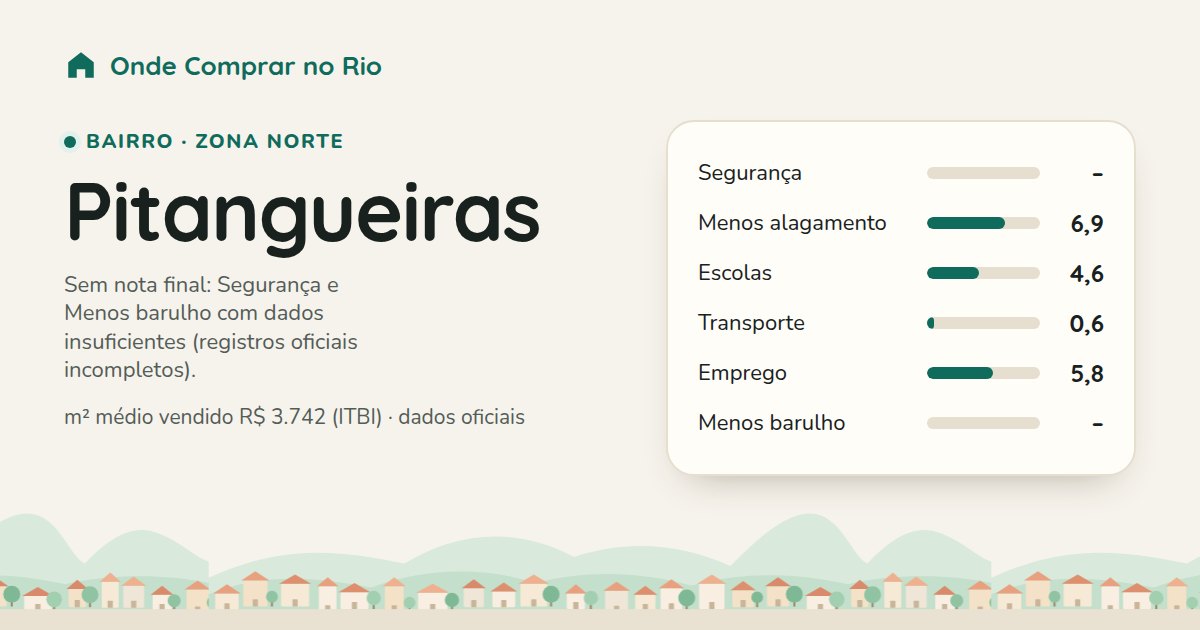 Onde Comprar no Rio
BAIRRO · ZONA NORTE
Pitangueiras
Sem nota final: Segurança e
Menos barulho com dados
insuficientes (registros oficiais
incompletos).
m² médio vendido R$ 3.742 (ITBI) · dados oficiais
Segurança –
Menos alagamento 6,9
Escolas 4,6
Transporte 0,6
Emprego 5,8
Menos barulho –